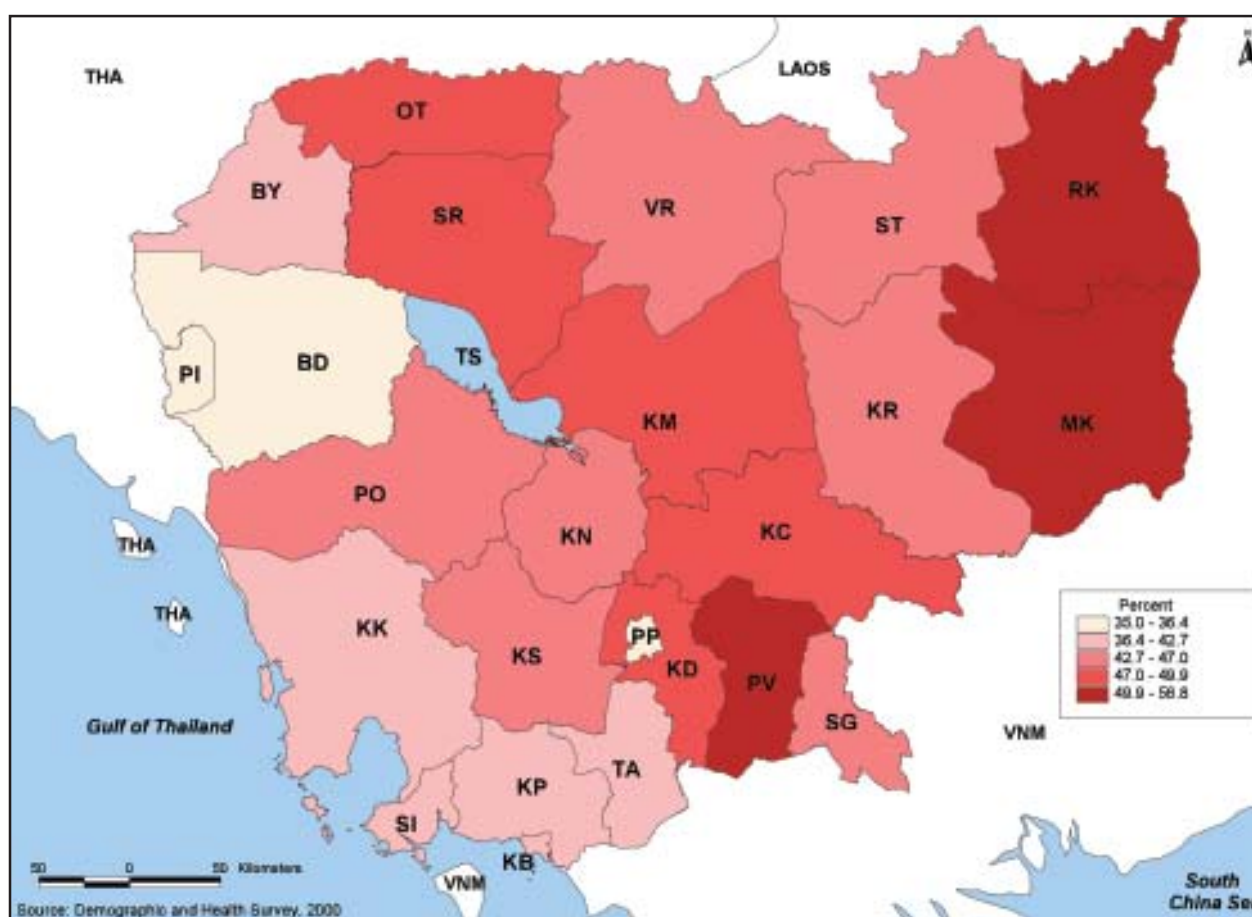 THA
LAOS
OT
BY
SR
VR
ST
RK
PI
BD
TS
KM
KR
MK
PO
KN
KC
THA
THA
KK
KS
PP
KD
PV
SG
Percent
35.0 - 36.4
36.4 - 42.7
42.7 - 47.0
47.0 - 49.9
49.9 - 56.8
Gulf of Thailand
VNM
TA
KP
SI
KB
VNM
50 0 50 Kilometers
South
China Se
Source: Demographic and Health Survey, 2000